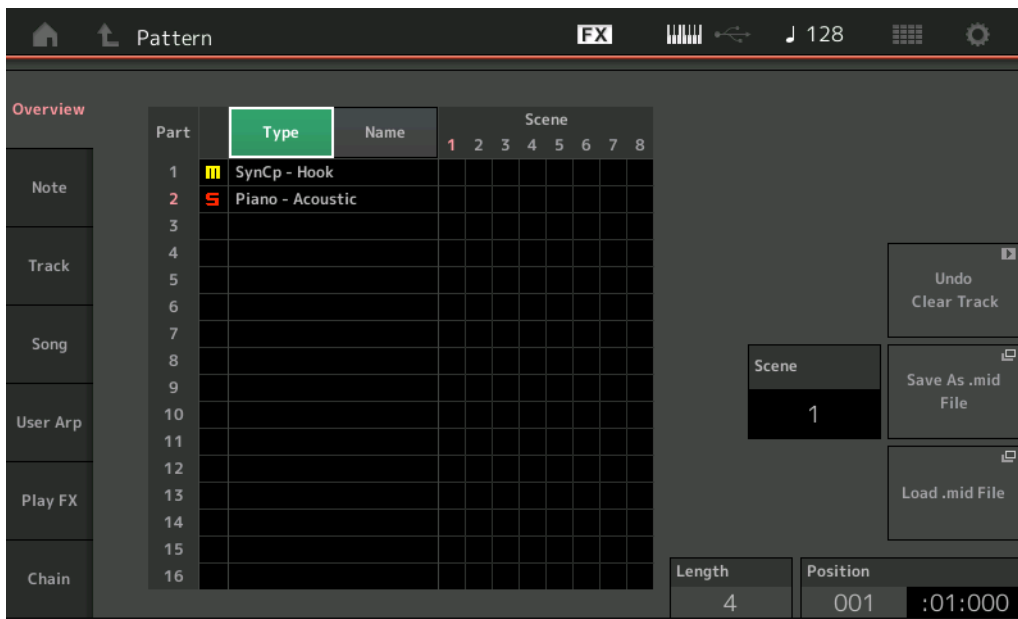 Pattern
FX
♩ 128
Overview
Note
Track
Song
User Arp
Play FX
Chain
Part Type Name Scene
1 2 3 4 5 6 7 8
1 M SynCp - Hook
2 S Piano - Acoustic
3
4
5
6
7
8
9
10
11
12
13
14
15
16
Undo
Clear Track
Scene
1
Save As .mid
File
Load .mid File
Length
4
Position
001 :01:000